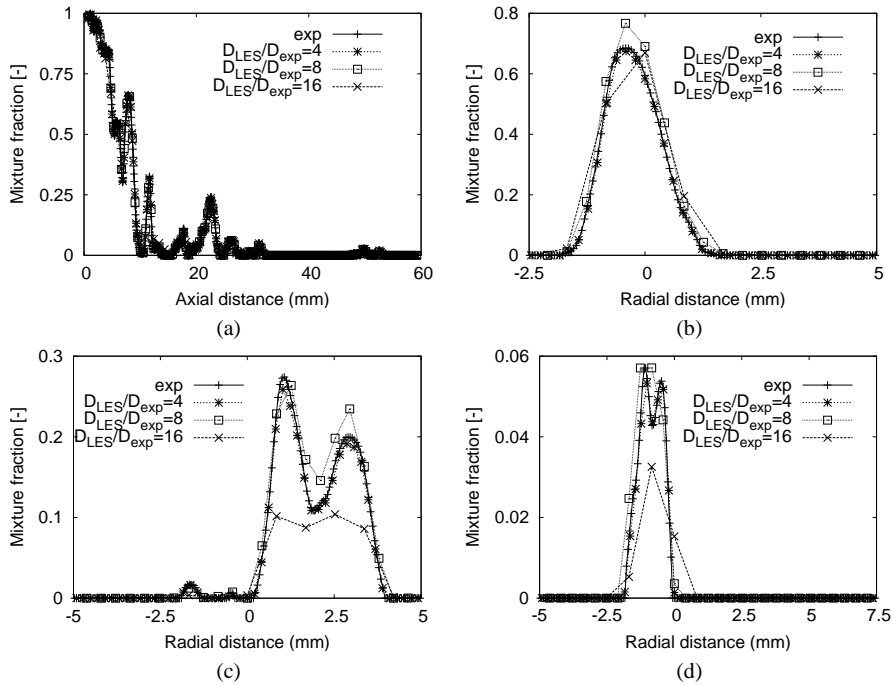 1
0.75
0.5
0.25
0
0
20
40
60
Mixture fraction [-]
Axial distance (mm)
exp
D_LES/D_exp=4
D_LES/D_exp=8
D_LES/D_exp=16
(a)
0.8
0.6
0.4
0.2
0
-2.5
0
2.5
5
Mixture fraction [-]
Radial distance (mm)
exp
D_LES/D_exp=4
D_LES/D_exp=8
D_LES/D_exp=16
(b)
0.3
0.2
0.1
0
-5
-2.5
0
2.5
5
Mixture fraction [-]
Radial distance (mm)
exp
D_LES/D_exp=4
D_LES/D_exp=8
D_LES/D_exp=16
(c)
0.06
0.04
0.02
0
-5
-2.5
0
2.5
5
7.5
Mixture fraction [-]
Radial distance (mm)
exp
D_LES/D_exp=4
D_LES/D_exp=8
D_LES/D_exp=16
(d)